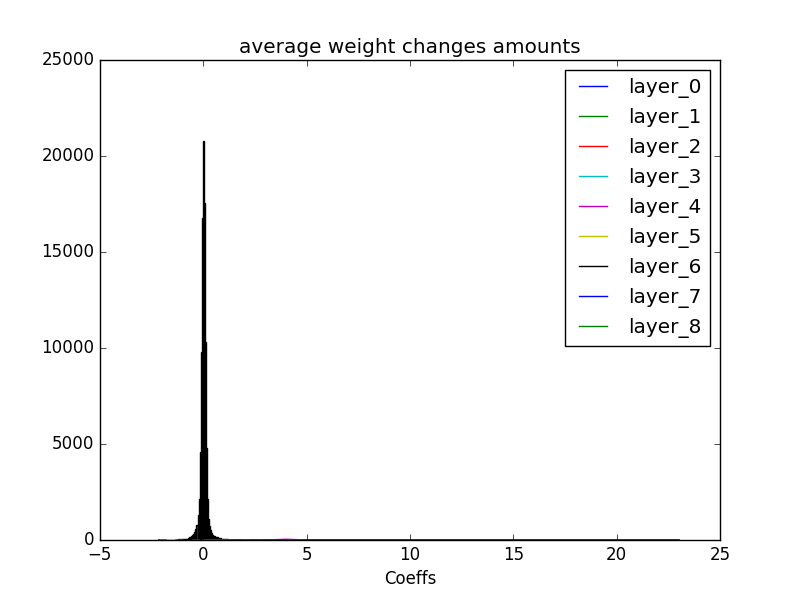 average weight changes amounts
25000
20000
15000
10000
5000
0
−5
0
5
10
15
20
25
Coeffs
layer_0
layer_1
layer_2
layer_3
layer_4
layer_5
layer_6
layer_7
layer_8